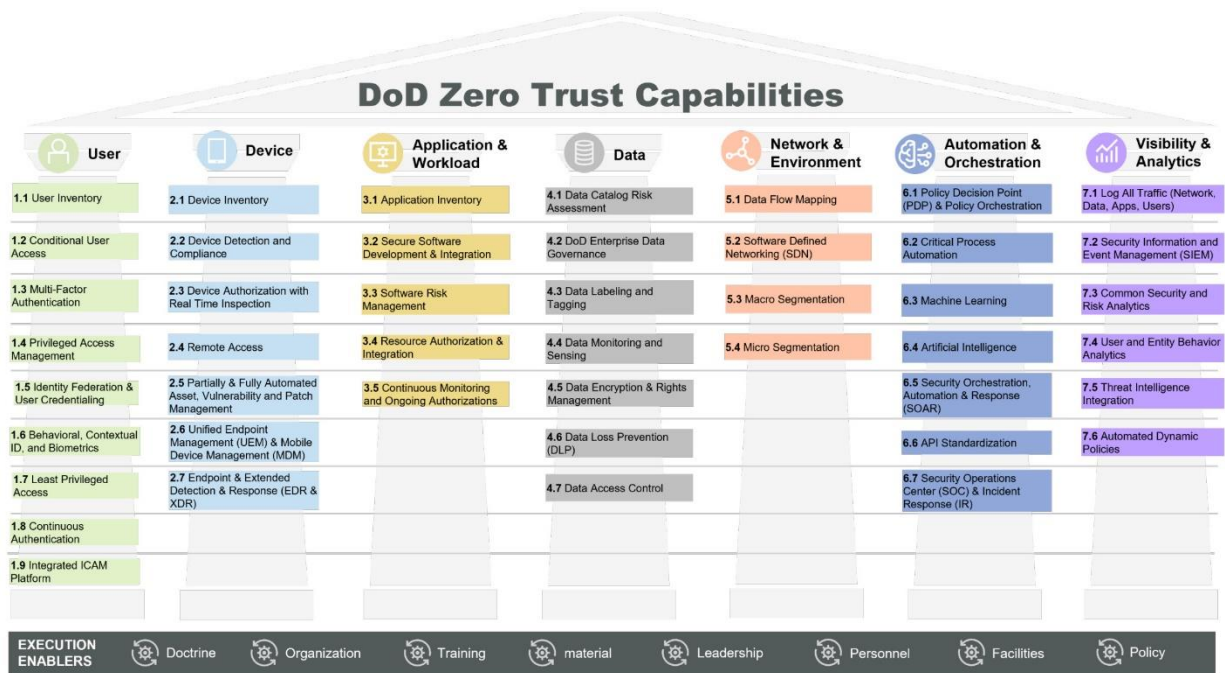 DoD Zero Trust Capabilities
User
1.1 User Inventory
1.2 Conditional User
Access
1.3 Multi-Factor
Authentication
1.4 Privileged Access
Management
1.5 Identity Federation &
User Credentialing
1.6 Behavioral, Contextual
ID, and Biometrics
1.7 Least Privileged
Access
1.8 Continuous
Authentication
1.9 Integrated ICAM
Platform
Device
2.1 Device Inventory
2.2 Device Detection and
Compliance
2.3 Device Authorization with
Real Time Inspection
2.4 Remote Access
2.5 Partially & Fully Automated
Asset, Vulnerability and Patch
Management
2.6 Unified Endpoint
Management (UEM) & Mobile
Device Management (MDM)
2.7 Endpoint & Extended
Detection & Response (EDR &
XDR)
Application &
Workload
3.1 Application Inventory
3.2 Secure Software
Development & Integration
3.3 Software Risk
Management
3.4 Resource Authorization &
Integration
3.5 Continuous Monitoring
and Ongoing Authorizations
Data
4.1 Data Catalog Risk
Assessment
4.2 DoD Enterprise Data
Governance
4.3 Data Labeling and
Tagging
4.4 Data Monitoring and
Sensing
4.5 Data Encryption & Rights
Management
4.6 Data Loss Prevention
(DLP)
4.7 Data Access Control
Network &
Environment
5.1 Data Flow Mapping
5.2 Software Defined
Networking (SDN)
5.3 Macro Segmentation
5.4 Micro Segmentation
Automation &
Orchestration
6.1 Policy Decision Point
(PDP) & Policy Orchestration
6.2 Critical Process
Automation
6.3 Machine Learning
6.4 Artificial Intelligence
6.5 Security Orchestration,
Automation & Response
(SOAR)
6.6 API Standardization
6.7 Security Operations
Center (SOC) & Incident
Response (IR)
Visibility &
Analytics
7.1 Log All Traffic (Network,
Data, Apps, Users)
7.2 Security Information and
Event Management (SIEM)
7.3 Common Security and
Risk Analytics
7.4 User and Entity Behavior
Analytics
7.5 Threat Intelligence
Integration
7.6 Automated Dynamic
Policies
EXECUTION
ENABLERS
Doctrine
Organization
Training
material
Leadership
Personnel
Facilities
Policy